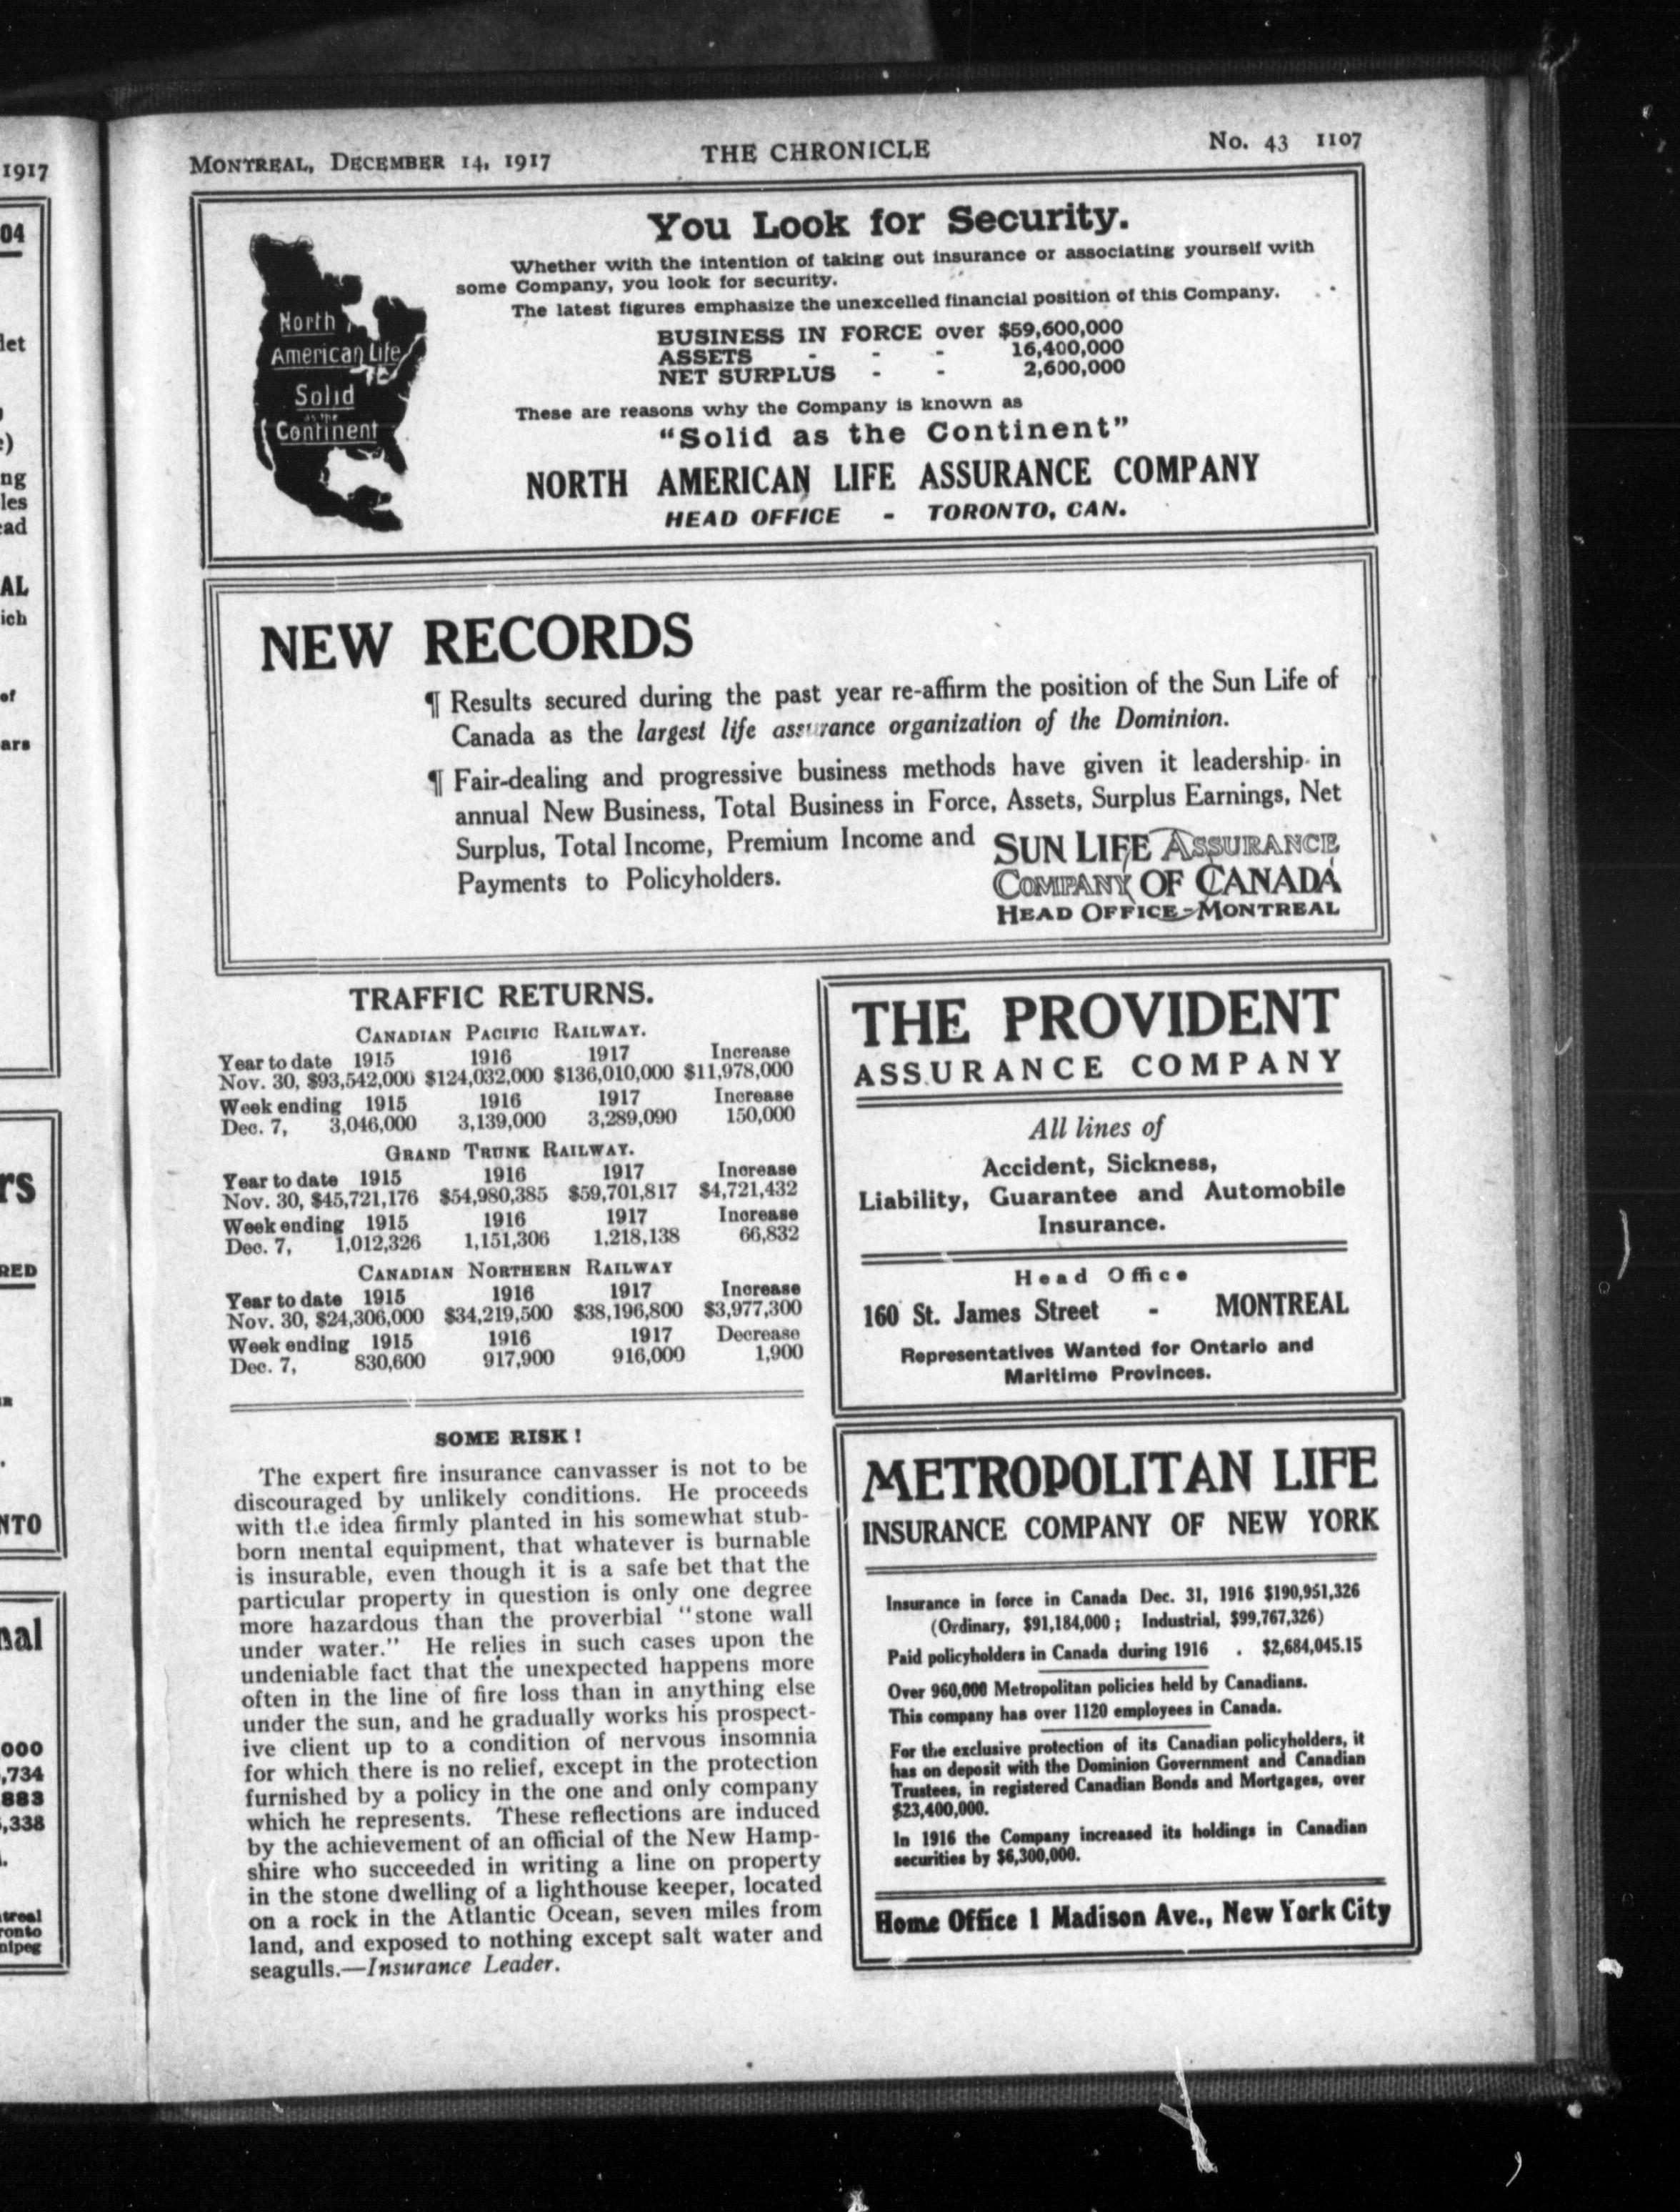 1917
04
let
e)
ng
les
ead
AL
ich
of
ars
rs
RED
NTO
nal
000
,734
883
,338
treal
ronto
nipeg
MONTREAL, DECEMBER 14, 1917 THE CHRONICLE No. 43 1107
North
American Life
Solid
as the
Continent
You Look for Security.
Whether with the intention of taking out insurance or associating yourself with
some Company, you look for security.
The latest figures emphasize the unexcelled financial position of this Company.
BUSINESS IN FORCE over $59,600,000
ASSETS - - - 16,400,000
NET SURPLUS - - 2,600,000
These are reasons why the Company is known as
"Solid as the Continent"
NORTH AMERICAN LIFE ASSURANCE COMPANY
HEAD OFFICE - TORONTO, CAN.
NEW RECORDS
¶ Results secured during the past year re-affirm the position of the Sun Life of
Canada as the largest life assurance organization of the Dominion.
¶ Fair-dealing and progressive business methods have given it leadership in
annual New Business, Total Business in Force, Assets, Surplus Earnings, Net
Surplus, Total Income, Premium Income and
Payments to Policyholders.
SUN LIFE ASSURANCE
COMPANY OF CANADA
HEAD OFFICE-MONTREAL
TRAFFIC RETURNS.
CANADIAN PACIFIC RAILWAY.
Year to date 1915 1916 1917 Increase
Nov. 30, $93,542,000 $124,032,000 $136,010,000 $11,978,000
Week ending 1915 1916 1917 Increase
Dec. 7, 3,046,000 3,139,000 3,289,090 150,000
GRAND TRUNK RAILWAY.
Year to date 1915 1916 1917 Increase
Nov. 30, $45,721,176 $54,980,385 $59,701,817 $4,721,432
Week ending 1915 1916 1917 Increase
Dec. 7, 1,012,326 1,151,306 1,218,138 66,832
CANADIAN NORTHERN RAILWAY
Year to date 1915 1916 1917 Increase
Nov. 30, $24,306,000 $34,219,500 $38,196,800 $3,977,300
Week ending 1915 1916 1917 Decrease
Dec. 7, 830,600 917,900 916,000 1,900
SOME RISK!
The expert fire insurance canvasser is not to be
discouraged by unlikely conditions. He proceeds
with the idea firmly planted in his somewhat stub-
born mental equipment, that whatever is burnable
is insurable, even though it is a safe bet that the
particular property in question is only one degree
more hazardous than the proverbial "stone wall
under water." He relies in such cases upon the
undeniable fact that the unexpected happens more
often in the line of fire loss than in anything else
under the sun, and he gradually works his prospect-
ive client up to a condition of nervous insomnia
for which there is no relief, except in the protection
furnished by a policy in the one and only company
which he represents. These reflections are induced
by the achievement of an official of the New Hamp-
shire who succeeded in writing a line on property
in the stone dwelling of a lighthouse keeper, located
on a rock in the Atlantic Ocean, seven miles from
land, and exposed to nothing except salt water and
seagulls.—Insurance Leader.
THE PROVIDENT
ASSURANCE COMPANY
All lines of
Accident, Sickness,
Liability, Guarantee and Automobile
Insurance.
Head Office
160 St. James Street - MONTREAL
Representatives Wanted for Ontario and
Maritime Provinces.
METROPOLITAN LIFE
INSURANCE COMPANY OF NEW YORK
Insurance in force in Canada Dec. 31, 1916 $190,951,326
(Ordinary, $91,184,000; Industrial, $99,767,326)
Paid policyholders in Canada during 1916 . $2,684,045.15
Over 960,000 Metropolitan policies held by Canadians.
This company has over 1120 employees in Canada.
For the exclusive protection of its Canadian policyholders, it
has on deposit with the Dominion Government and Canadian
Trustees, in registered Canadian Bonds and Mortgages, over
$23,400,000.
In 1916 the Company increased its holdings in Canadian
securities by $6,300,000.
Home Office 1 Madison Ave., New York City